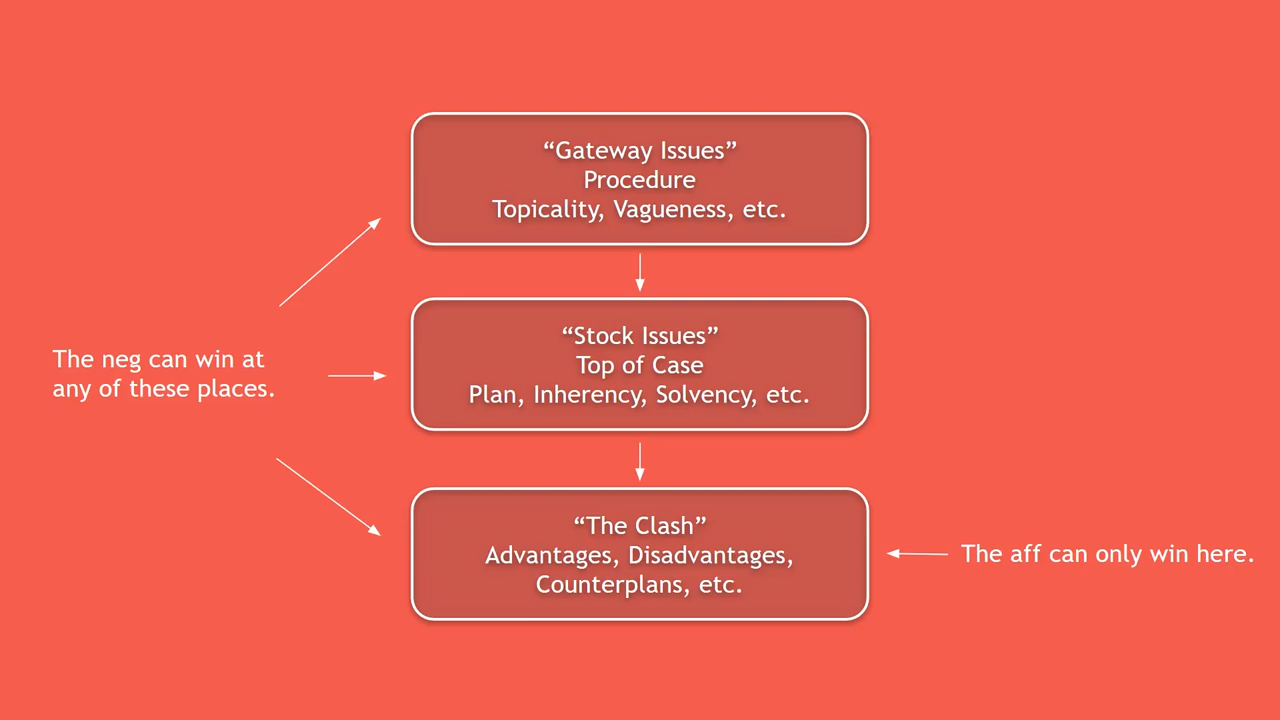 “Gateway Issues”
Procedure
Topicality, Vagueness, etc.
The neg can win at
any of these places.
“Stock Issues”
Top of Case
Plan, Inherency, Solvency, etc.
“The Clash”
Advantages, Disadvantages,
Counterplans, etc.
The aff can only win here.